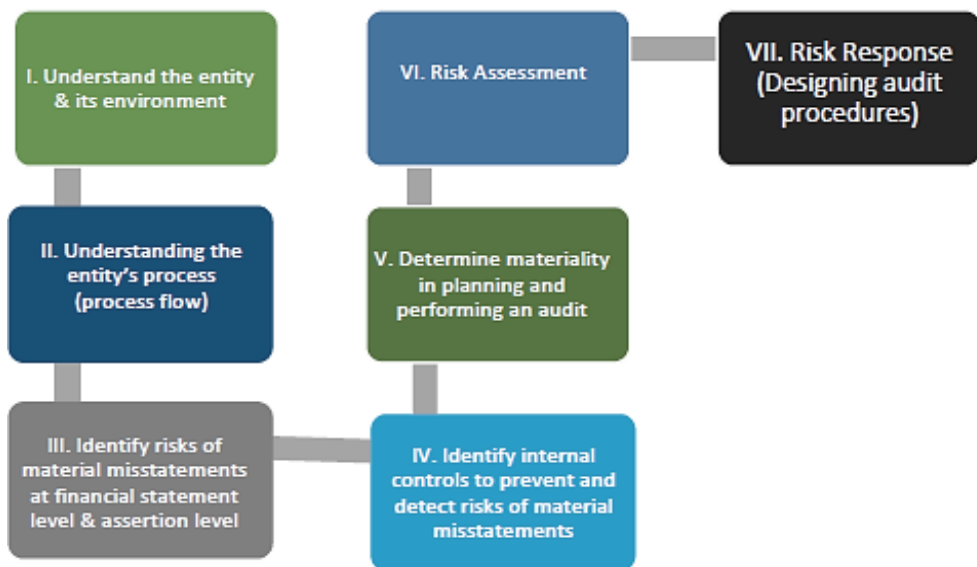 I. Understand the entity
& its environment
II. Understanding the
entity's process
(process flow)
III. Identify risks of
material misstatements
at financial statement
level & assertion level
IV. Identify internal
controls to prevent and
detect risks of material
misstatements
V. Determine materiality
in planning and
performing an audit
VI. Risk Assessment
VII. Risk Response
(Designing audit
procedures)